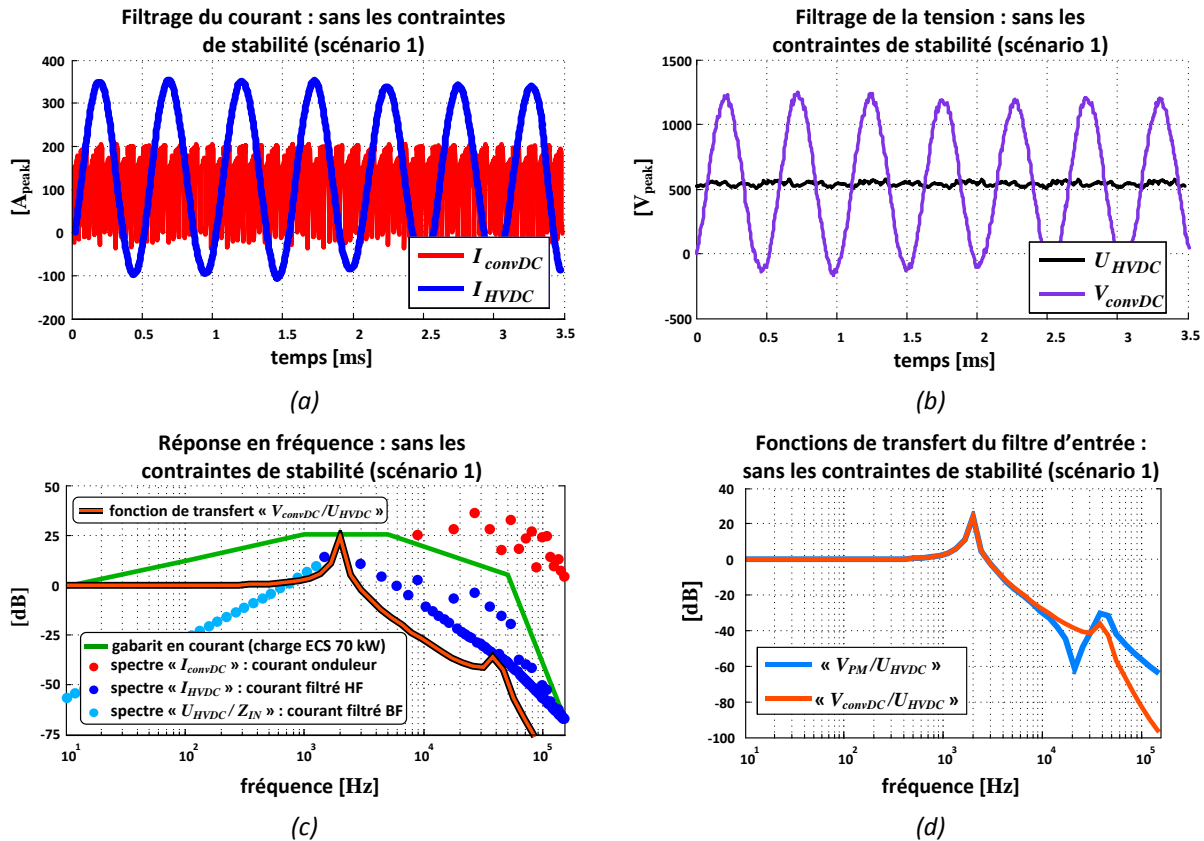 Filtrage du courant : sans les contraintes
de stabilité (scénario 1)
400
300
200
100
0
-100
-200
[A_peak]
I_convDC
I_HVDC
0 0.5 1 1.5 2 2.5 3 3.5
temps [ms]
(a)
Filtrage de la tension : sans les
contraintes de stabilité (scénario 1)
1500
1000
500
0
-500
[V_peak]
U_HVDC
V_convDC
0 0.5 1 1.5 2 2.5 3 3.5
temps [ms]
(b)
Réponse en fréquence : sans les
contraintes de stabilité (scénario 1)
50
25
0
-25
-50
-75
[dB]
fonction de transfert « V_convDC/U_HVDC »
gabarit en courant (charge ECS 70 kW)
spectre « I_convDC » : courant onduleur
spectre « I_HVDC » : courant filtré HF
spectre « U_HVDC/Z_IN » : courant filtré BF
10^1 10^2 10^3 10^4 10^5
fréquence [Hz]
(c)
Fonctions de transfert du filtre d'entrée :
sans les contraintes de stabilité (scénario 1)
40
20
0
-20
-40
-60
-80
-100
[dB]
« V_PM/U_HVDC »
« V_convDC/U_HVDC »
10^1 10^2 10^3 10^4 10^5
fréquence [Hz]
(d)